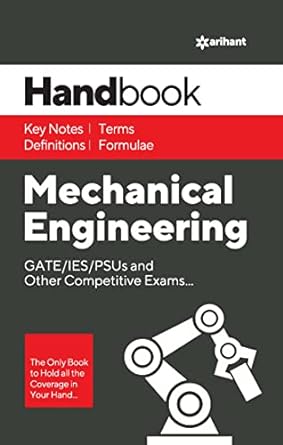 arihant
Handbook
Key Notes | Terms
Definitions | Formulae
Mechanical
Engineering
GATE/IES/PSUs and
Other Competitive Exams...
The Only Book
to Hold all the
Coverage in
Your Hand...